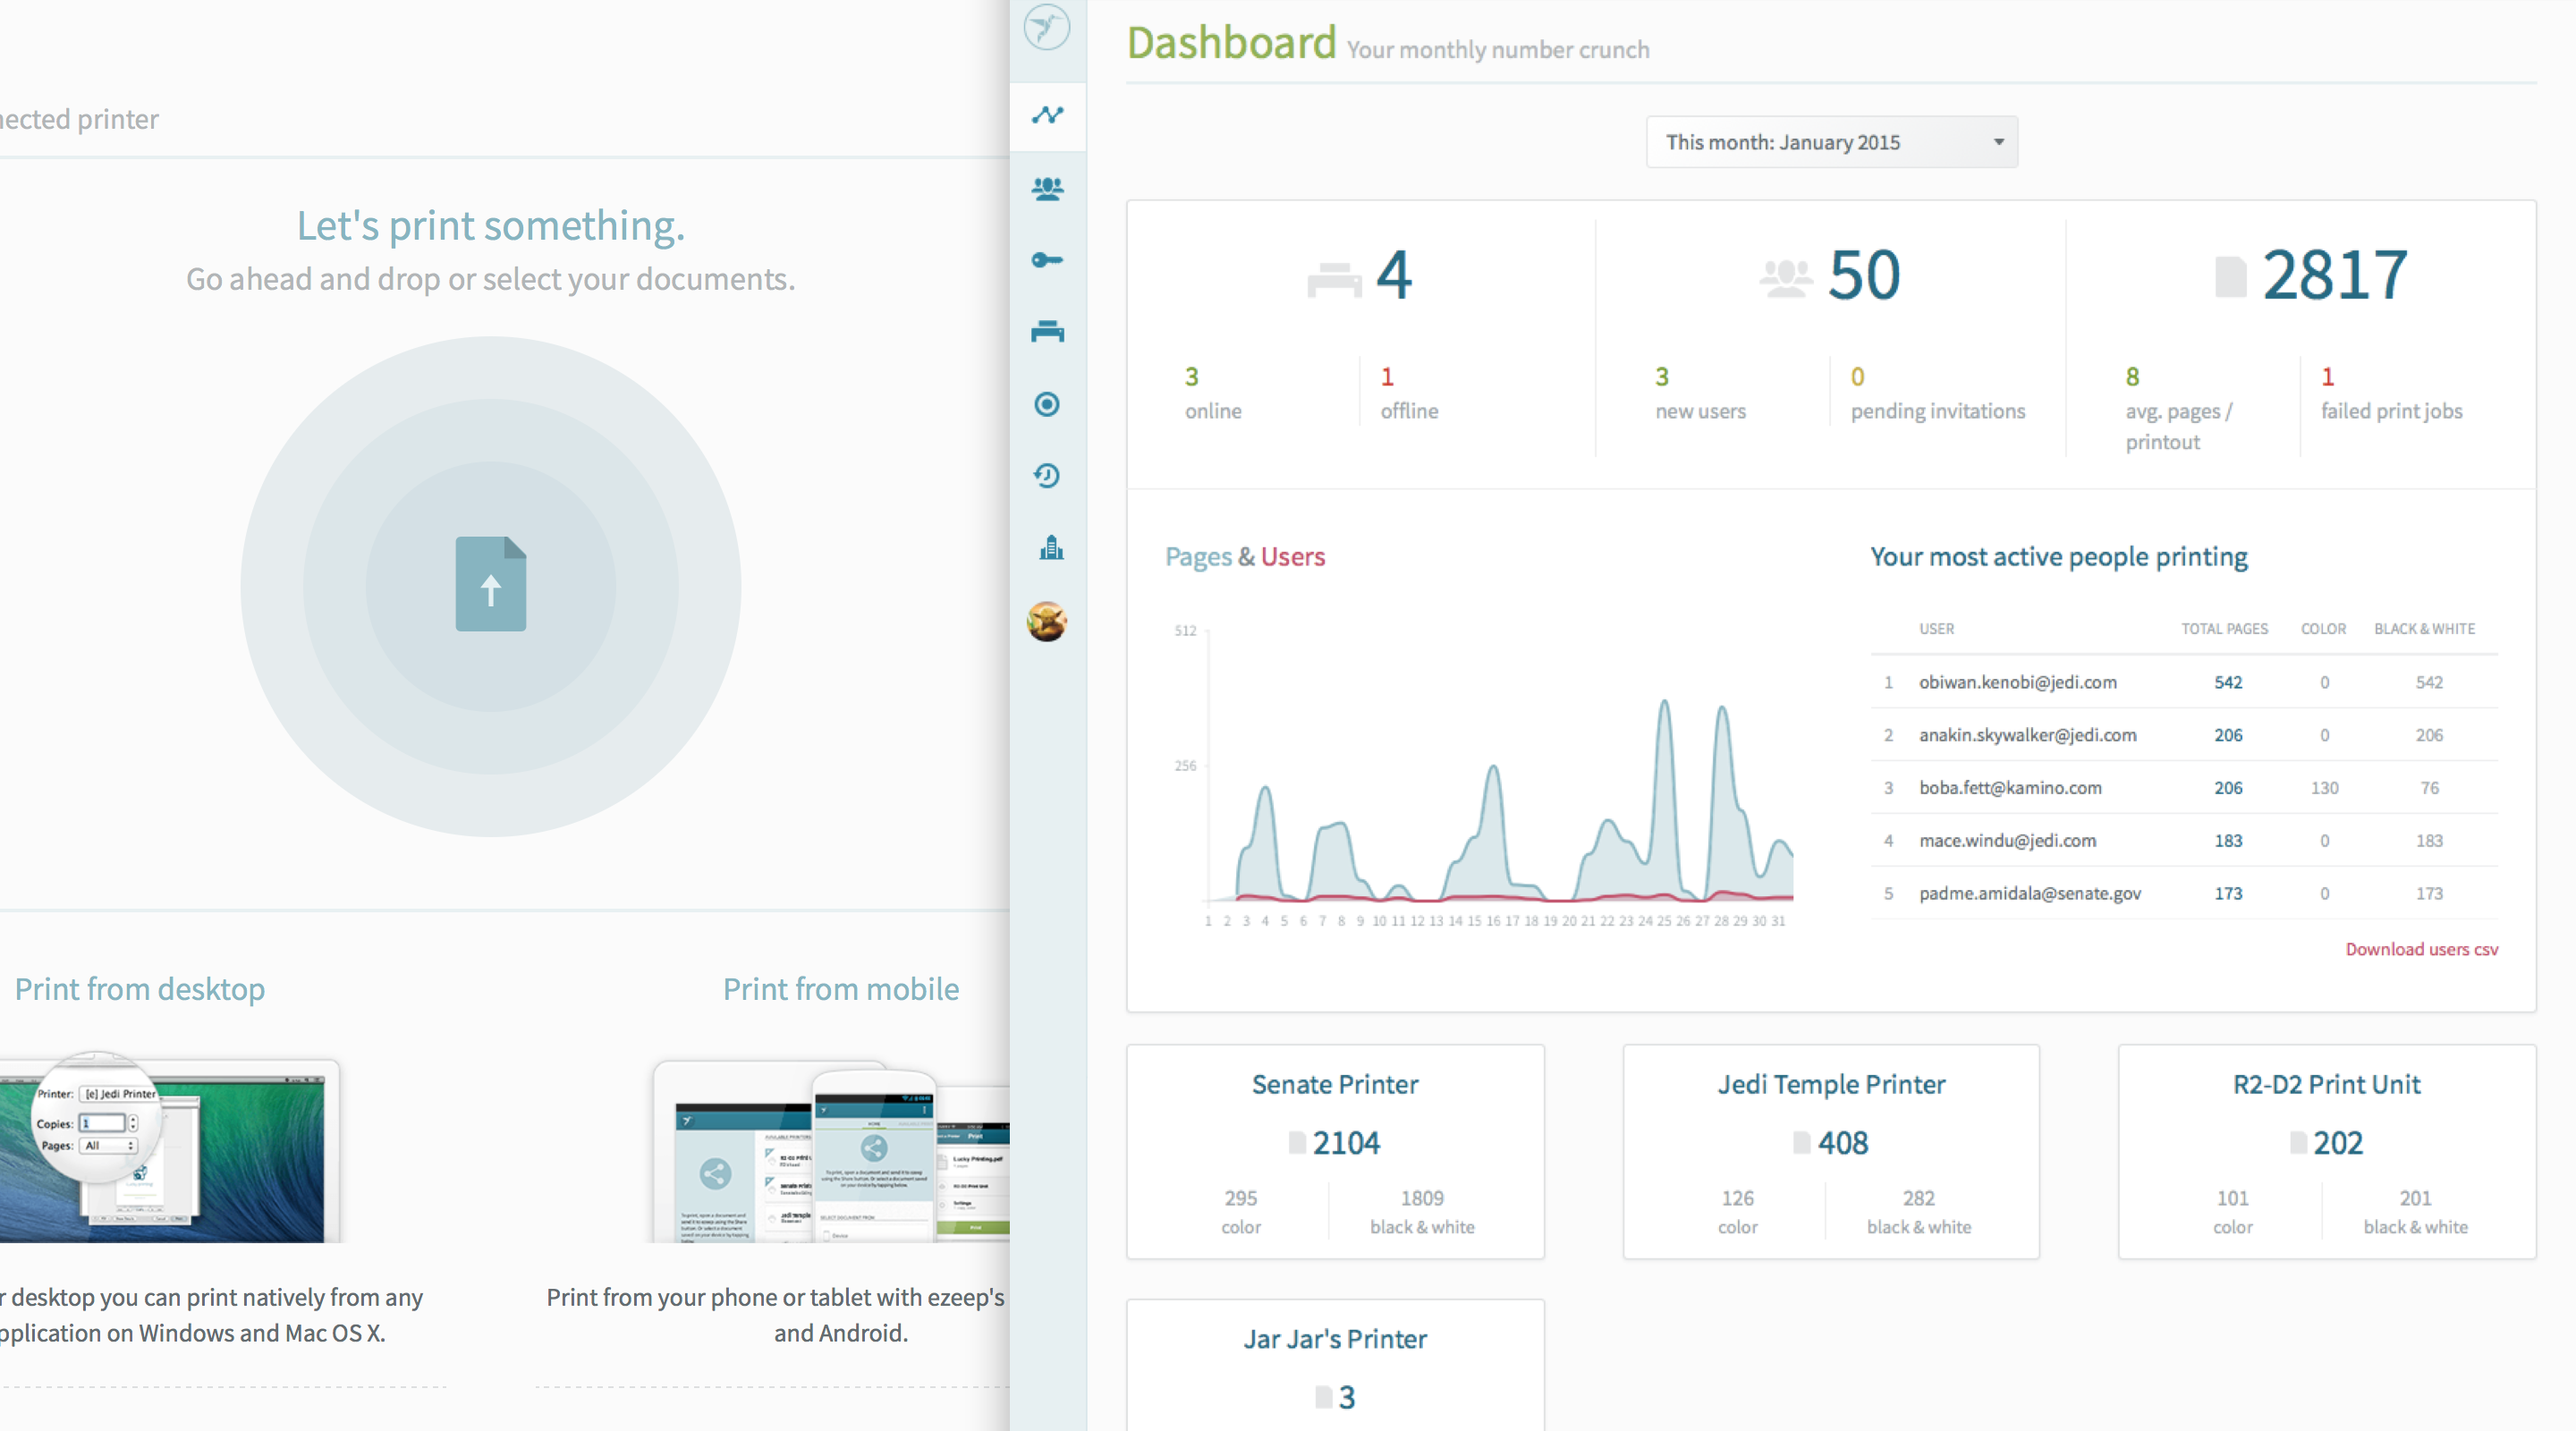 ected printer
Let's print something.
Go ahead and drop or select your documents.
Print from desktop
Printer: [e] Jedi Printer
Copies: 1
Pages: All
r desktop you can print natively from any
pplication on Windows and Mac OS X.
Print from mobile
HOME
Lucky Printing.pdf
Print
Settings
Device
Print from your phone or tablet with ezeep's
and Android.
Dashboard Your monthly number crunch
This month: January 2015
4
3
online
1
offline
50
3
new users
0
pending invitations
2817
8
avg. pages /
printout
1
failed print jobs
Pages & Users
512
256
1 2 3 4 5 6 7 8 9 10 11 12 13 14 15 16 17 18 19 20 21 22 23 24 25 26 27 28 29 30 31
Your most active people printing
USER TOTAL PAGES COLOR BLACK & WHITE
1 obiwan.kenobi@jedi.com 542 0 542
2 anakin.skywalker@jedi.com 206 0 206
3 boba.fett@kamino.com 206 130 76
4 mace.windu@jedi.com 183 0 183
5 padme.amidala@senate.gov 173 0 173
Download users csv
Senate Printer
2104
295
color
1809
black & white
Jedi Temple Printer
408
126
color
282
black & white
R2-D2 Print Unit
202
101
color
201
black & white
Jar Jar's Printer
3